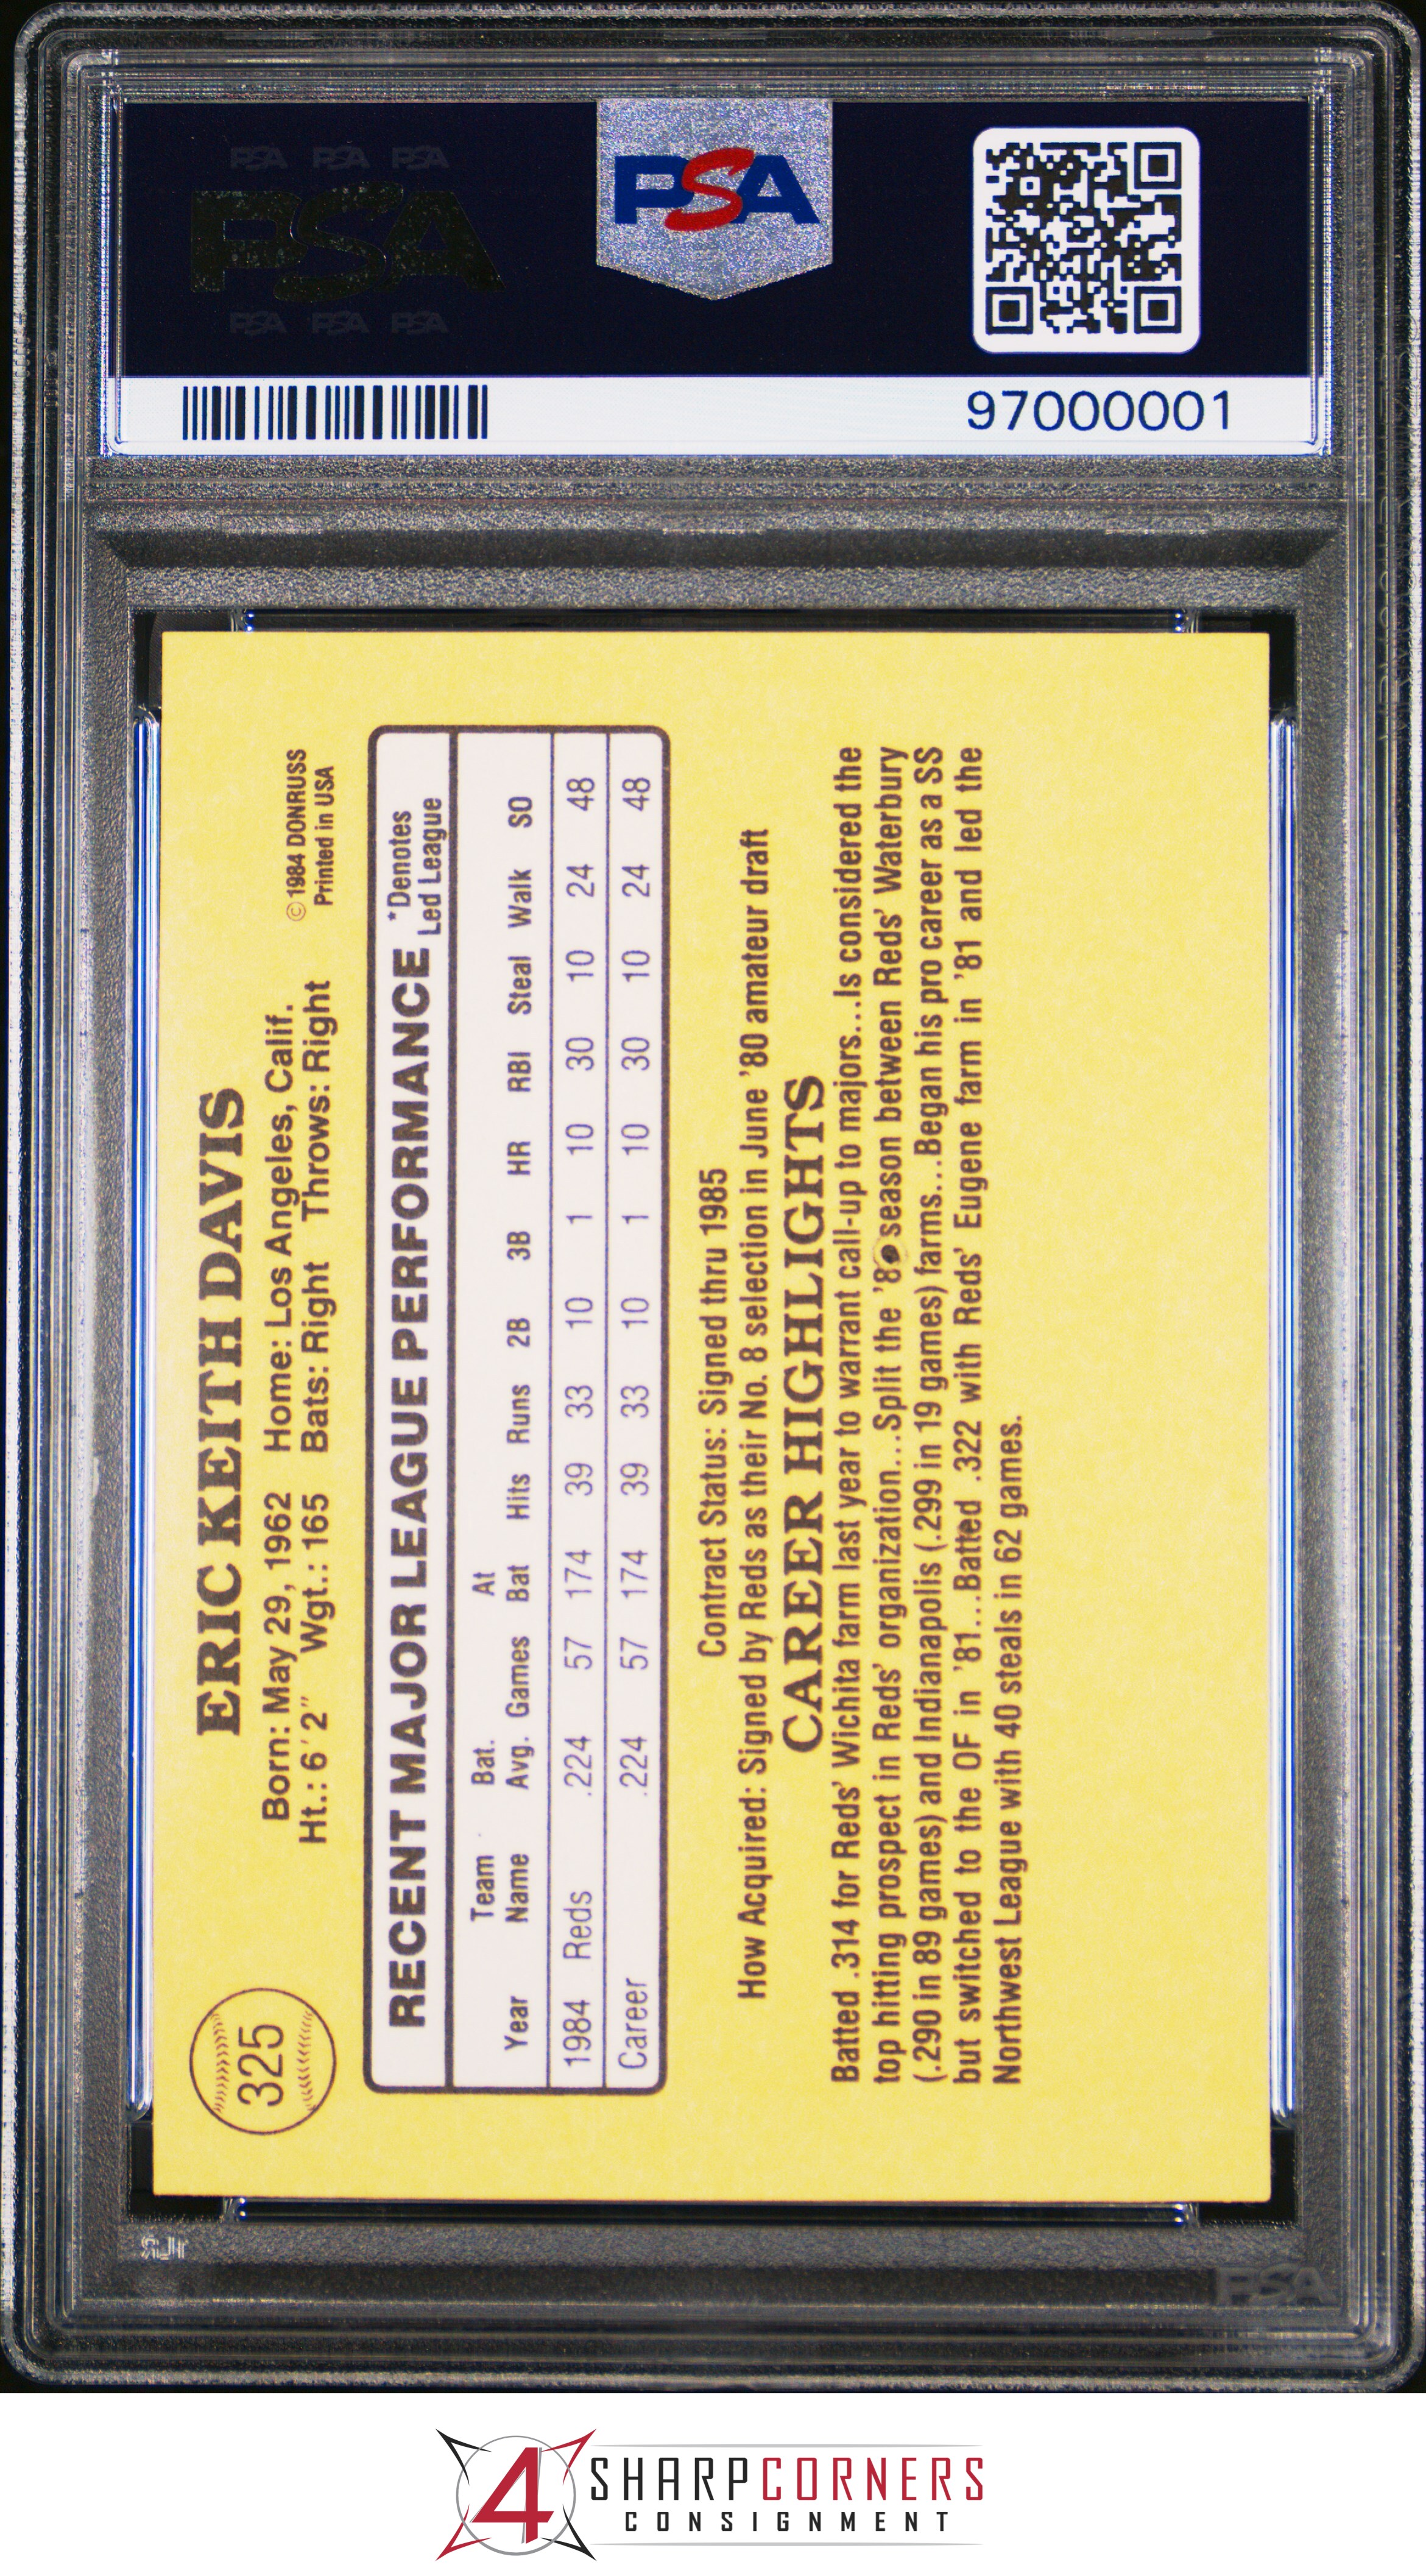 PSA PSA PSA
PSA
PSA PSA PSA
PSA
97000001
325
ERIC KEITH DAVIS
Born: May 29, 1962 Home: Los Angeles, Calif.
Ht.: 6'2" Wgt.: 165 Bats: Right Throws: Right
© 1984 DONRUSS
Printed in USA
RECENT MAJOR LEAGUE PERFORMANCE
*Denotes
Led League
Year Team Name Bat. Avg. Games At Bat Hits Runs 2B 3B HR RBI Steal Walk SO
1984 Reds .224 57 174 39 33 10 1 10 30 10 24 48
Career .224 57 174 39 33 10 1 10 30 10 24 48
Contract Status: Signed thru 1985
How Acquired: Signed by Reds as their No. 8 selection in June '80 amateur draft
CAREER HIGHLIGHTS
Batted .314 for Reds' Wichita farm last year to warrant call-up to majors...Is considered the
top hitting prospect in Reds' organization...Split the '8 season between Reds' Waterbury
(.290 in 89 games) and Indianapolis (.299 in 19 games) farms...Began his pro career as a SS
but switched to the OF in '81...Batted .322 with Reds' Eugene farm in '81 and led the
Northwest League with 40 steals in 62 games.
PSA
4 SHARPCORNERS
CONSIGNMENT